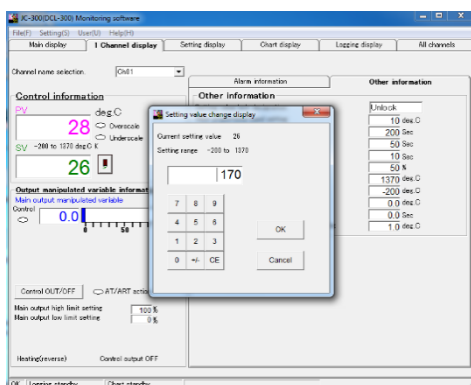 JC-300(DCL-300) Monitoring software
File(F) Setting(S) User(U) Help(H)
Main display 1 Channel display Setting display Chart display Logging display All channels
Channel name selection Ch01
Alarm information Other information
Control information
Other information
PV deg.C
28
Overscale
Underscale
SV -200 to 1370 deg.C K
26
Output manipulated variable informat
Main output manipulated variable
Control
0.0
0 50
Control OUT/OFF AT/ART actio
Main output high limit setting 100 %
Main output low limit setting 0 %
Heating(reverse) Control output OFF
Setting value change display
Current setting value 26
Setting range -200 to 1370
170
7 8 9
4 5 6
1 2 3
0 +/- CE
OK
Cancel
Unlock
10 deg.C
200 Sec
50 Sec
10 Sec
50 %
1370 deg.C
-200 deg.C
0.0 deg.C
0.0 Sec
1.0 deg.C
OK Logging standby Chart standby